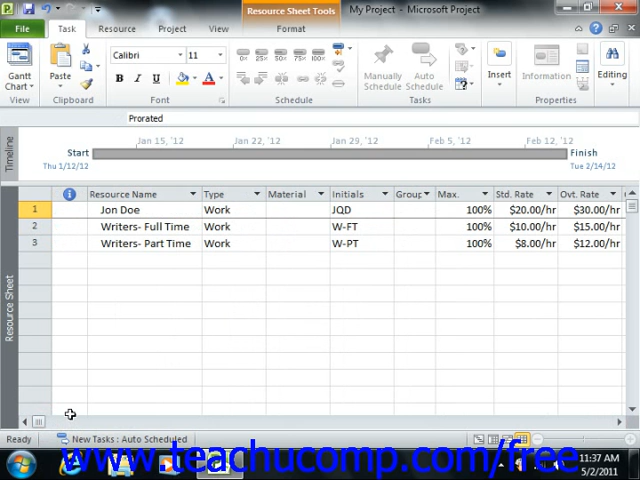 Resource Sheet Tools
My Project - Microsoft Project
File Task Resource Project View Format
Gantt Chart
Paste
Calibri 11
B I U
Manually Schedule
Auto Schedule
Insert
Information
Editing
View Clipboard Font Schedule Tasks Properties
Prorated
Timeline
Jan 15, '12 Jan 22, '12 Jan 29, '12 Feb 5, '12 Feb 12, '12
Start Finish
Thu 1/12/12 Tue 2/14/12
Resource Name Type Material Initials Group Max. Std. Rate Ovt. Rate
1 Jon Doe Work JQD 100% $20.00/hr $30.00/hr
2 Writers- Full Time Work W-FT 100% $10.00/hr $15.00/hr
3 Writers- Part Time Work W-PT 100% $8.00/hr $12.00/hr
Resource Sheet
Ready New Tasks : Auto Scheduled
www.teachucomp.com/free
11:37 AM
5/2/2011